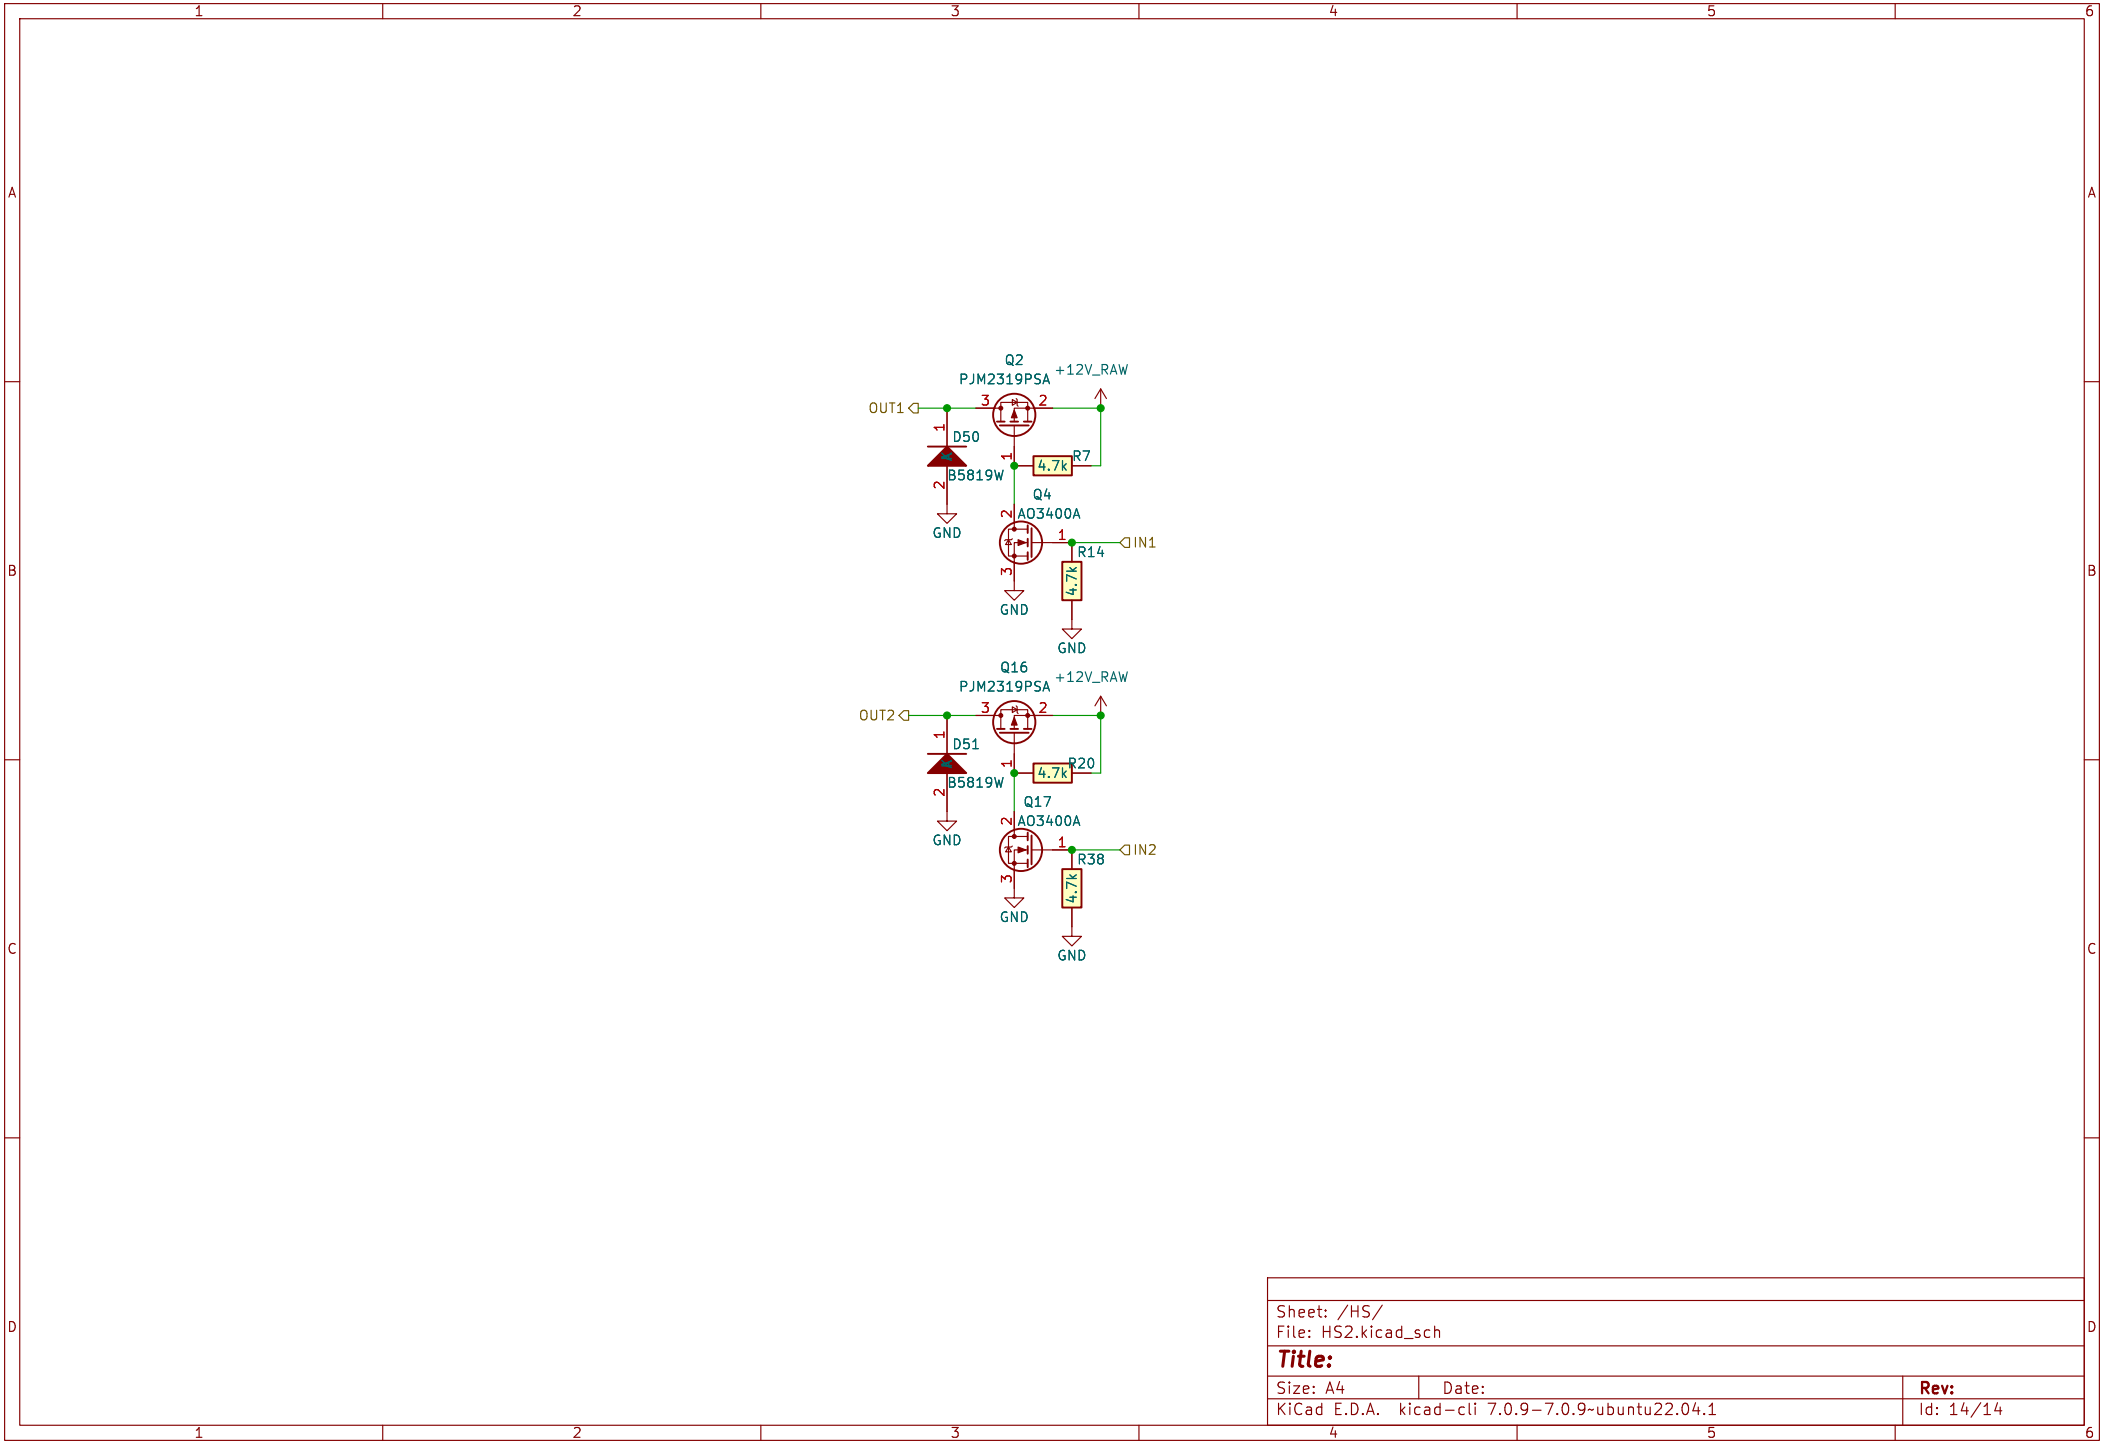 1 2 3 4 5 6
A A
Q2
PJM2319PSA
+12V_RAW
OUT1
3 2
1
D50
K
B5819W
2
GND
1
4.7k
R7
Q4
AO3400A
2
1
IN1
3
GND
R14
4.7k
GND
B B
Q16
PJM2319PSA
+12V_RAW
OUT2
3 2
1
D51
K
B5819W
2
GND
1
4.7k
R20
Q17
AO3400A
2
1
IN2
3
GND
R38
4.7k
GND
C C
D D
Sheet: /HS/
File: HS2.kicad_sch
Title:
Size: A4 Date: Rev:
KiCad E.D.A. kicad-cli 7.0.9-7.0.9~ubuntu22.04.1 Id: 14/14
1 2 3 4 5 6